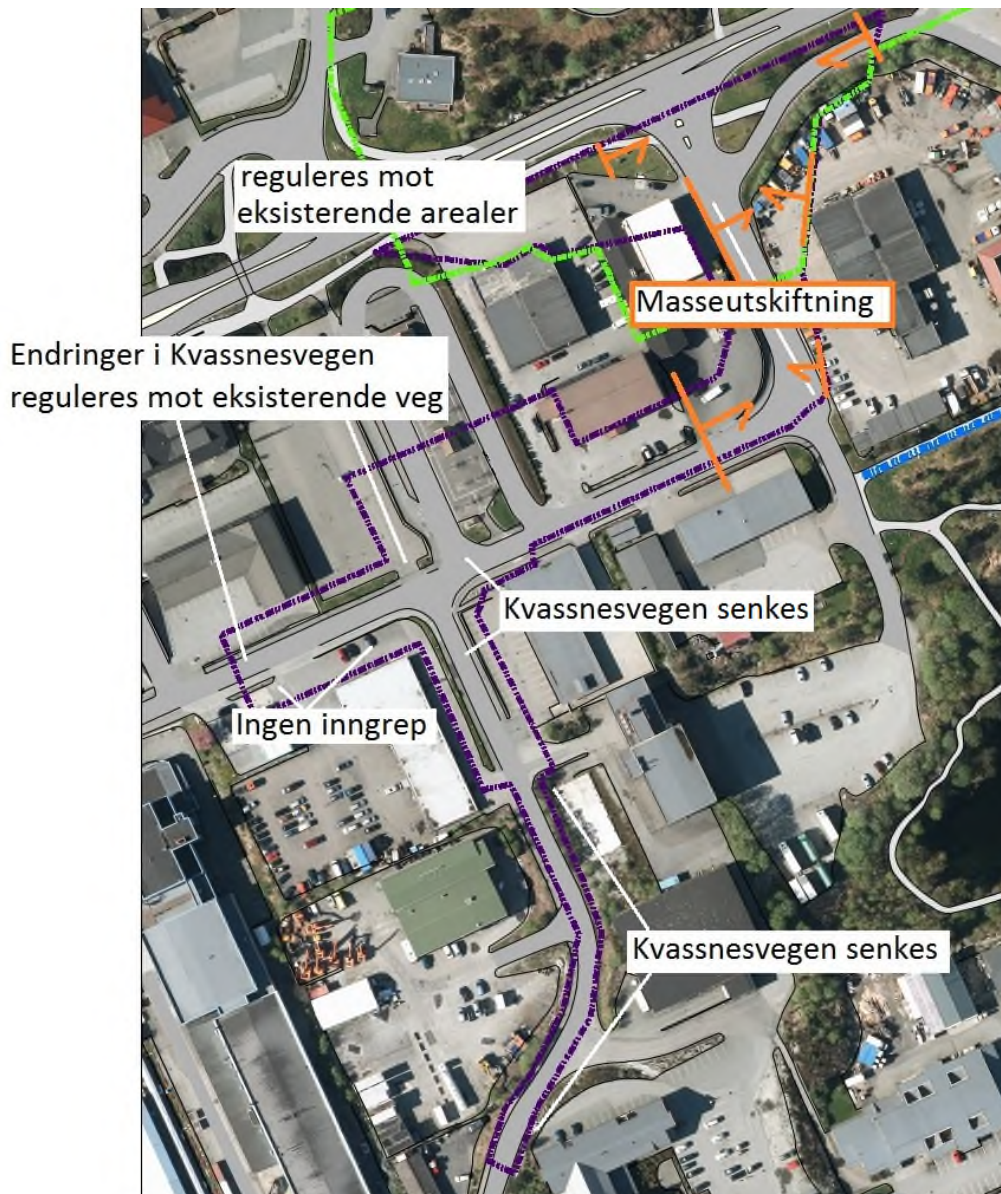 reguleres mot
eksisterende arealer
Masseutskiftning
Endringer i Kvassnesvegen
reguleres mot eksisterende veg
Kvassnesvegen senkes
Ingen inngrep
Kvassnesvegen senkes